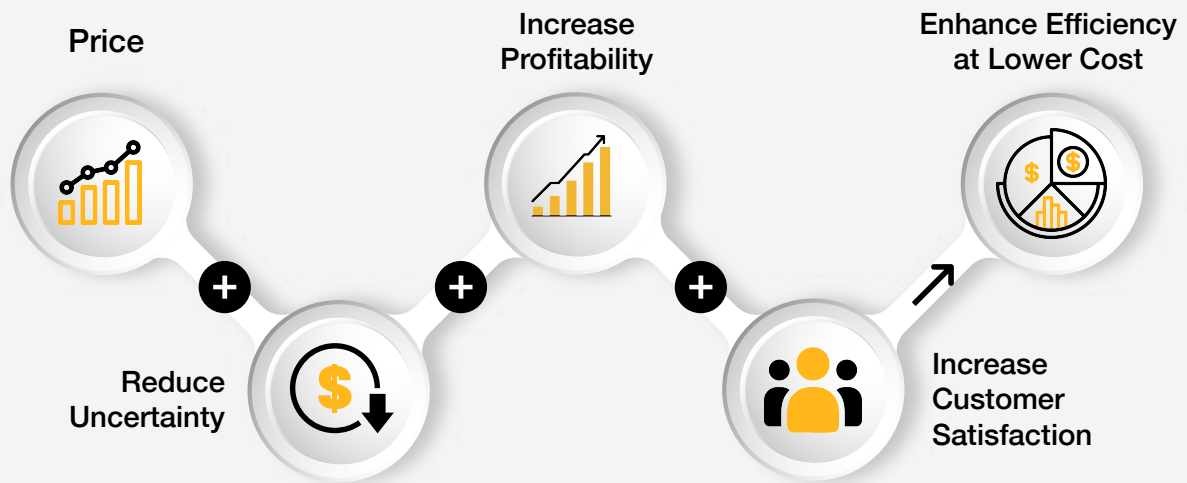 Price
Increase
Profitability
Enhance Efficiency
at Lower Cost
$
$
+
+
+
Reduce
Uncertainty
$
Increase
Customer
Satisfaction